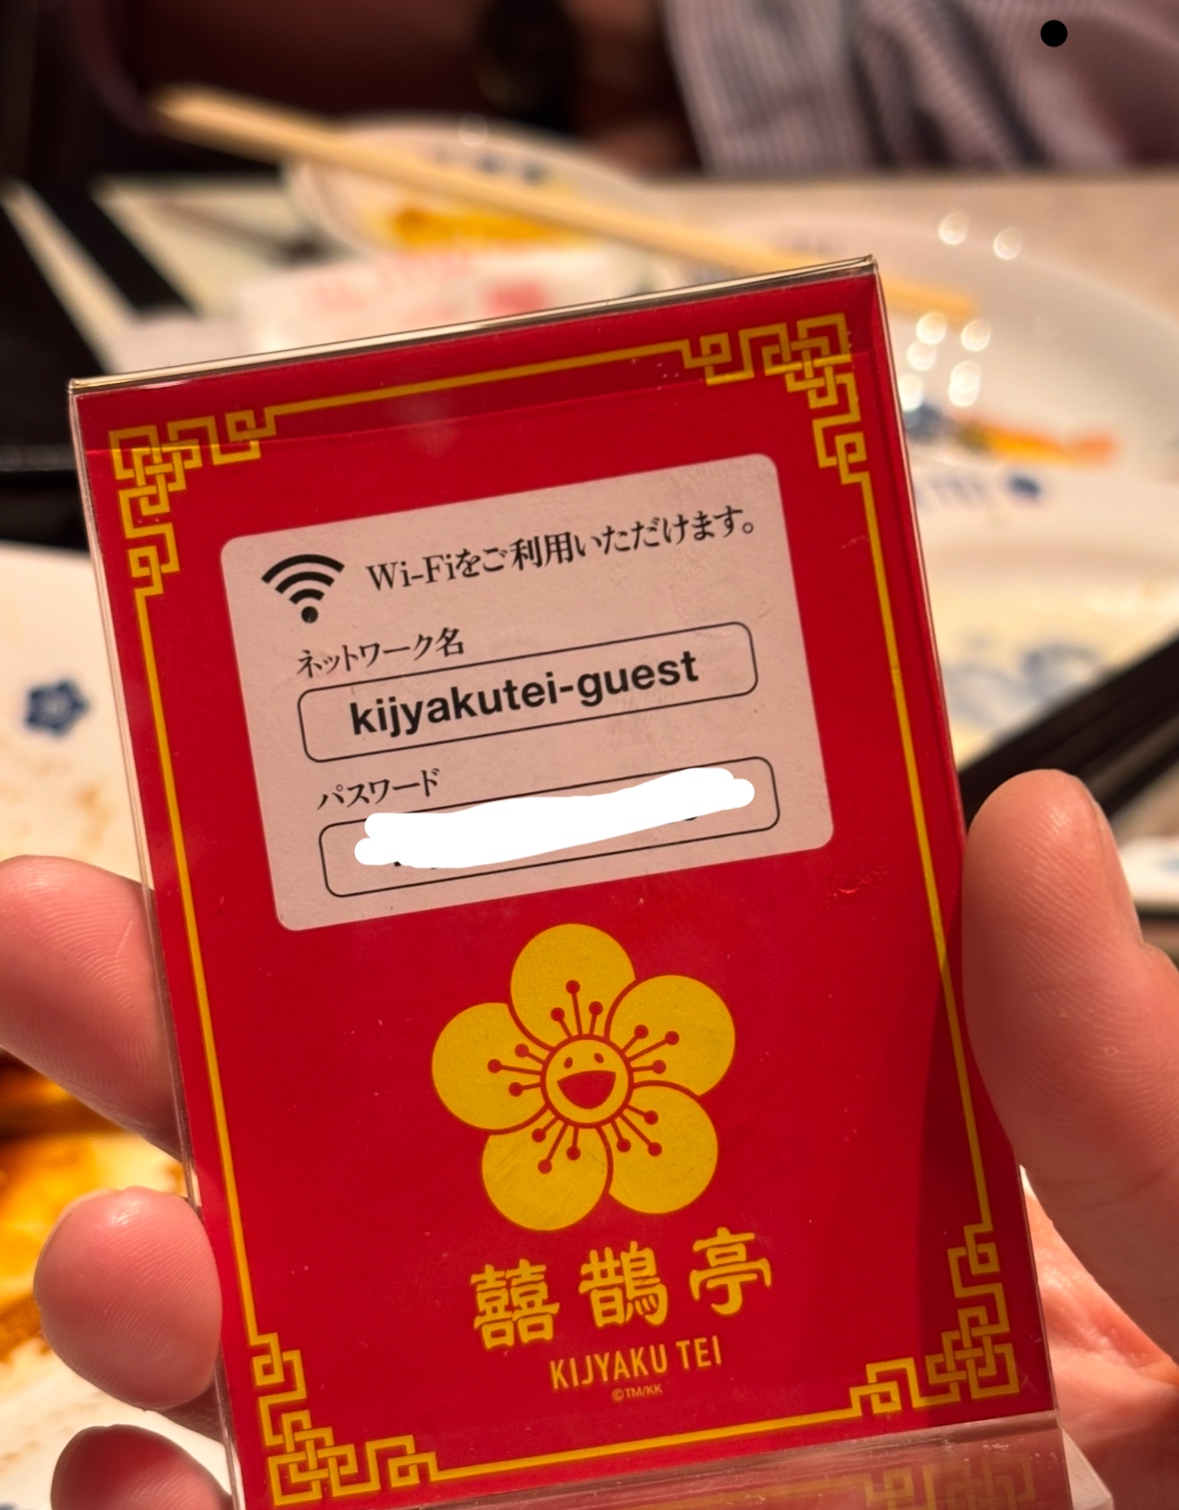 Wi-Fiをご利用いただけます。
ネットワーク名
kijyakutei-guest
パスワード
囍鵲亭
KIJYAKU TEI
©TM/KK